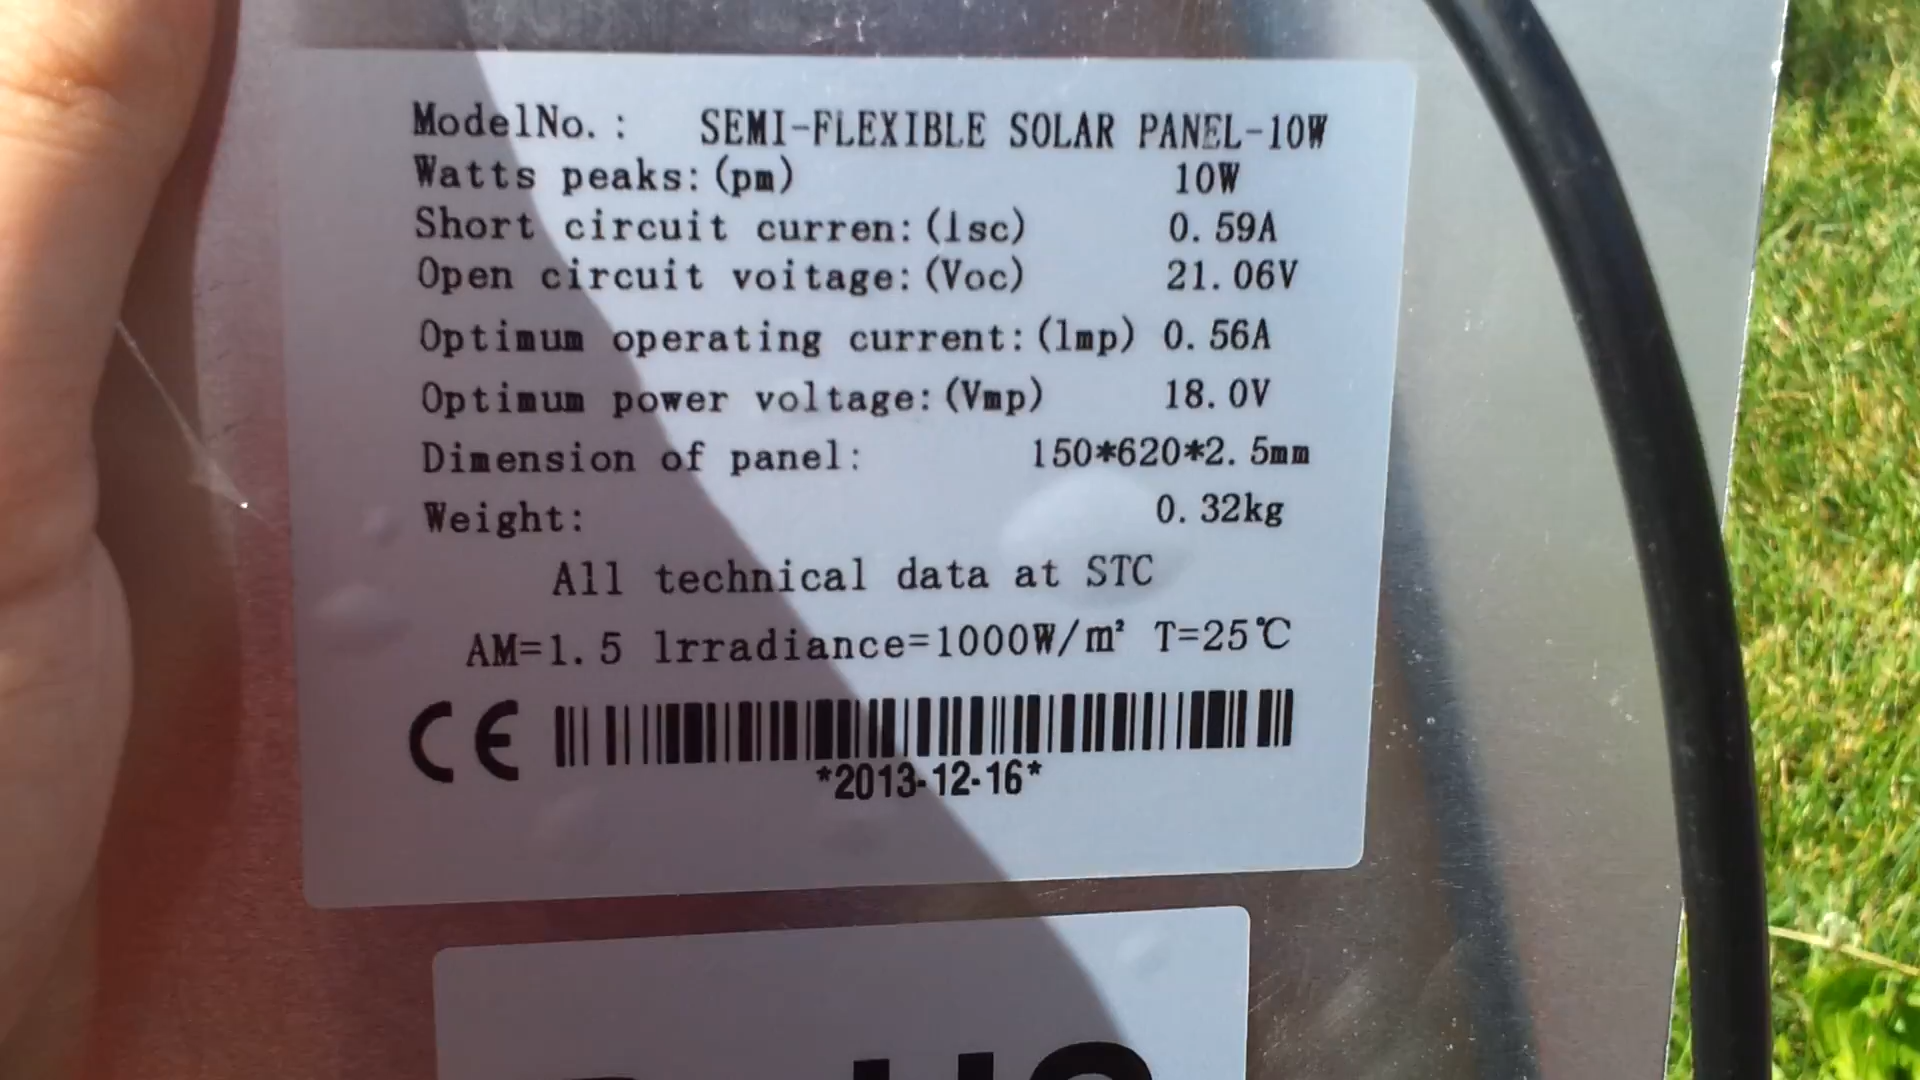 ModelNo.: SEMI-FLEXIBLE SOLAR PANEL-10W
Watts peaks:(pm) 10W
Short circuit curren:(lsc) 0.59A
Open circuit voitage:(Voc) 21.06V
Optimum operating current:(lmp) 0.56A
Optimum power voltage:(Vmp) 18.0V
Dimension of panel: 150*620*2.5mm
Weight: 0.32kg
All technical data at STC
AM=1.5 lrradiance=1000W/m² T=25℃
CE
*2013-12-16*